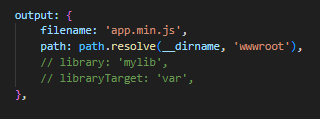 output: {
    filename: 'app.min.js',
    path: path.resolve(__dirname, 'wwwroot'),
    // library: 'mylib',
    // libraryTarget: 'var',
},